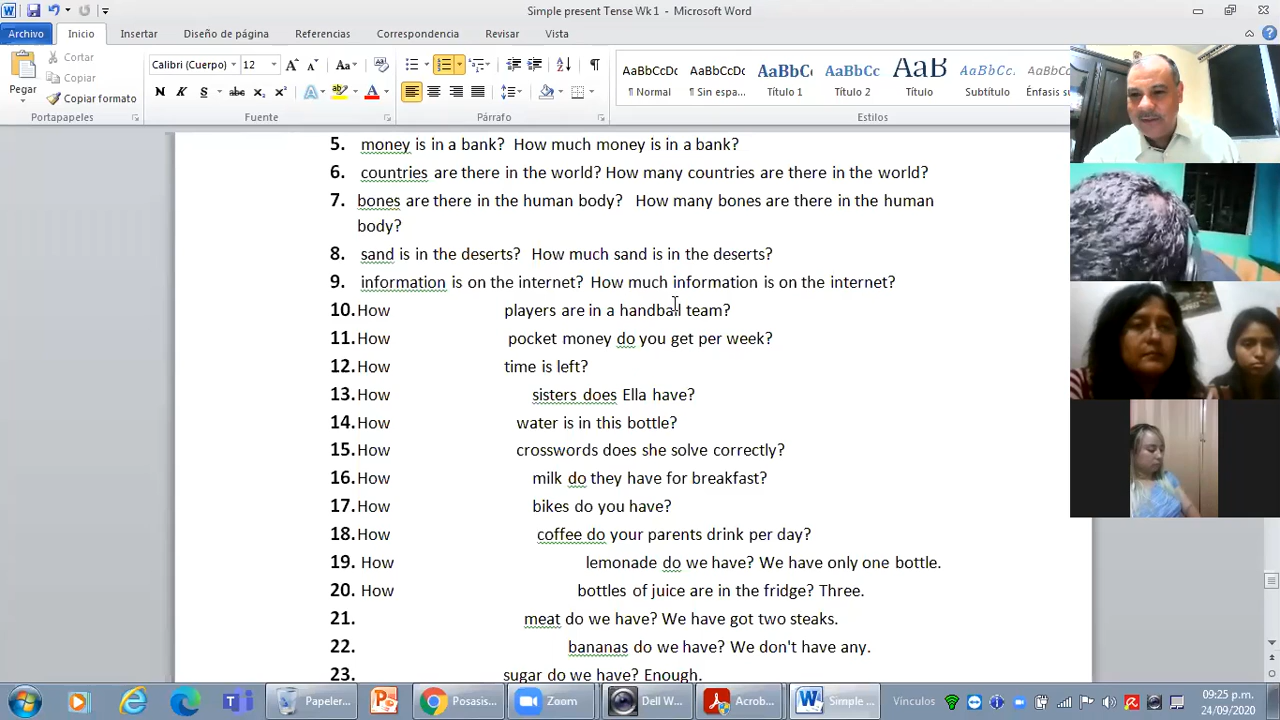 Simple present Tense Wk 1 - Microsoft Word
Archivo Inicio Insertar Diseño de página Referencias Correspondencia Revisar Vista
Pegar
Cortar
Copiar
Copiar formato
Calibri (Cuerpo) 12
AaBbCcDc AaBbCcDc AaBbC AaBbCc AaB AaBbCc. AaBbCcDc
¶ Normal ¶ Sin espa... Título 1 Título 2 Título Subtítulo Énfasis su
Portapapeles Fuente Párrafo Estilos
5. money is in a bank? How much money is in a bank?
6. countries are there in the world? How many countries are there in the world?
7. bones are there in the human body? How many bones are there in the human
body?
8. sand is in the deserts? How much sand is in the deserts?
9. information is on the internet? How much information is on the internet?
10. How players are in a handball team?
11. How pocket money do you get per week?
12. How time is left?
13. How sisters does Ella have?
14. How water is in this bottle?
15. How crosswords does she solve correctly?
16. How milk do they have for breakfast?
17. How bikes do you have?
18. How coffee do your parents drink per day?
19. How lemonade do we have? We have only one bottle.
20. How bottles of juice are in the fridge? Three.
21. meat do we have? We have got two steaks.
22. bananas do we have? We don't have any.
23. sugar do we have? Enough.
Papeler... Posasis... Zoom Dell W... Acrob... Simple ... Vínculos
09:25 p.m.
24/09/2020